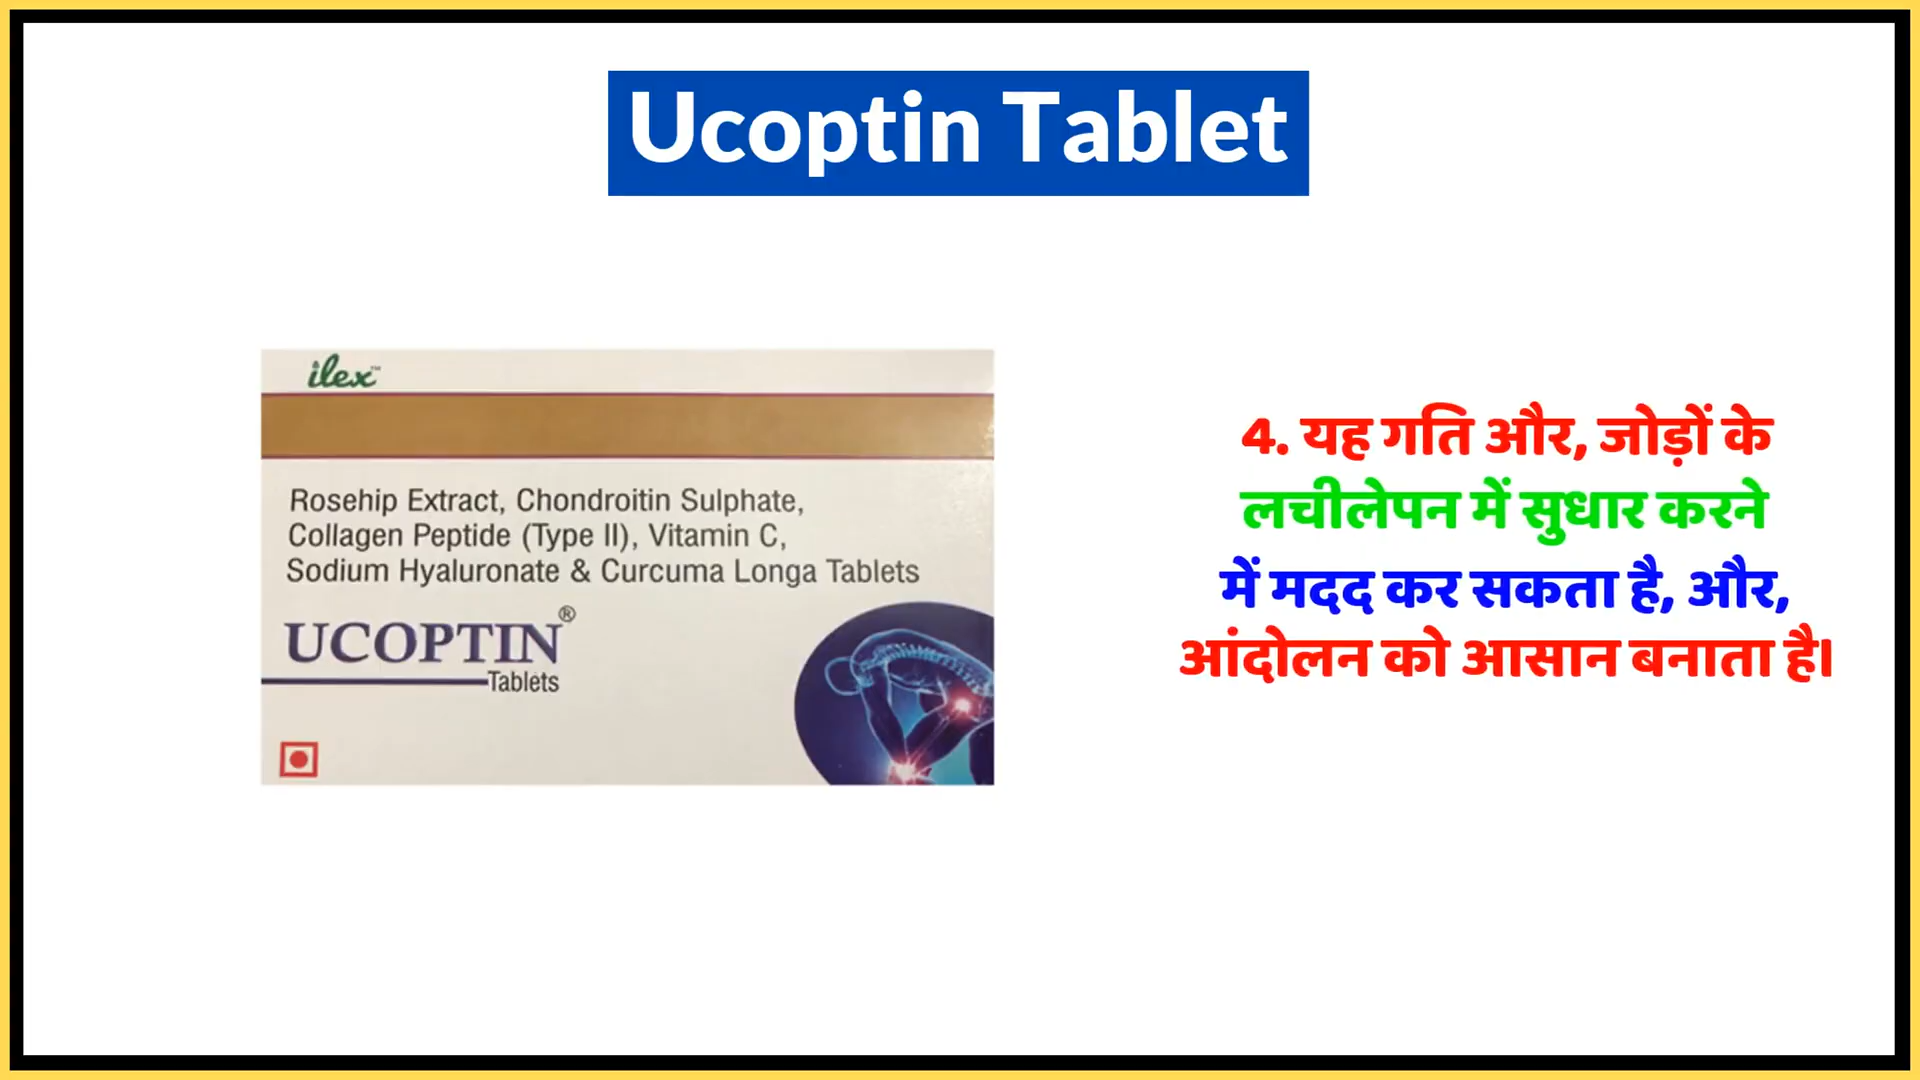 Ucoptin Tablet
ilex™
Rosehip Extract, Chondroitin Sulphate,
Collagen Peptide (Type II), Vitamin C,
Sodium Hyaluronate & Curcuma Longa Tablets
UCOPTIN®
Tablets
4. यह गति और, जोड़ों के
लचीलेपन में सुधार करने
में मदद कर सकता है, और,
आंदोलन को आसान बनाता है।